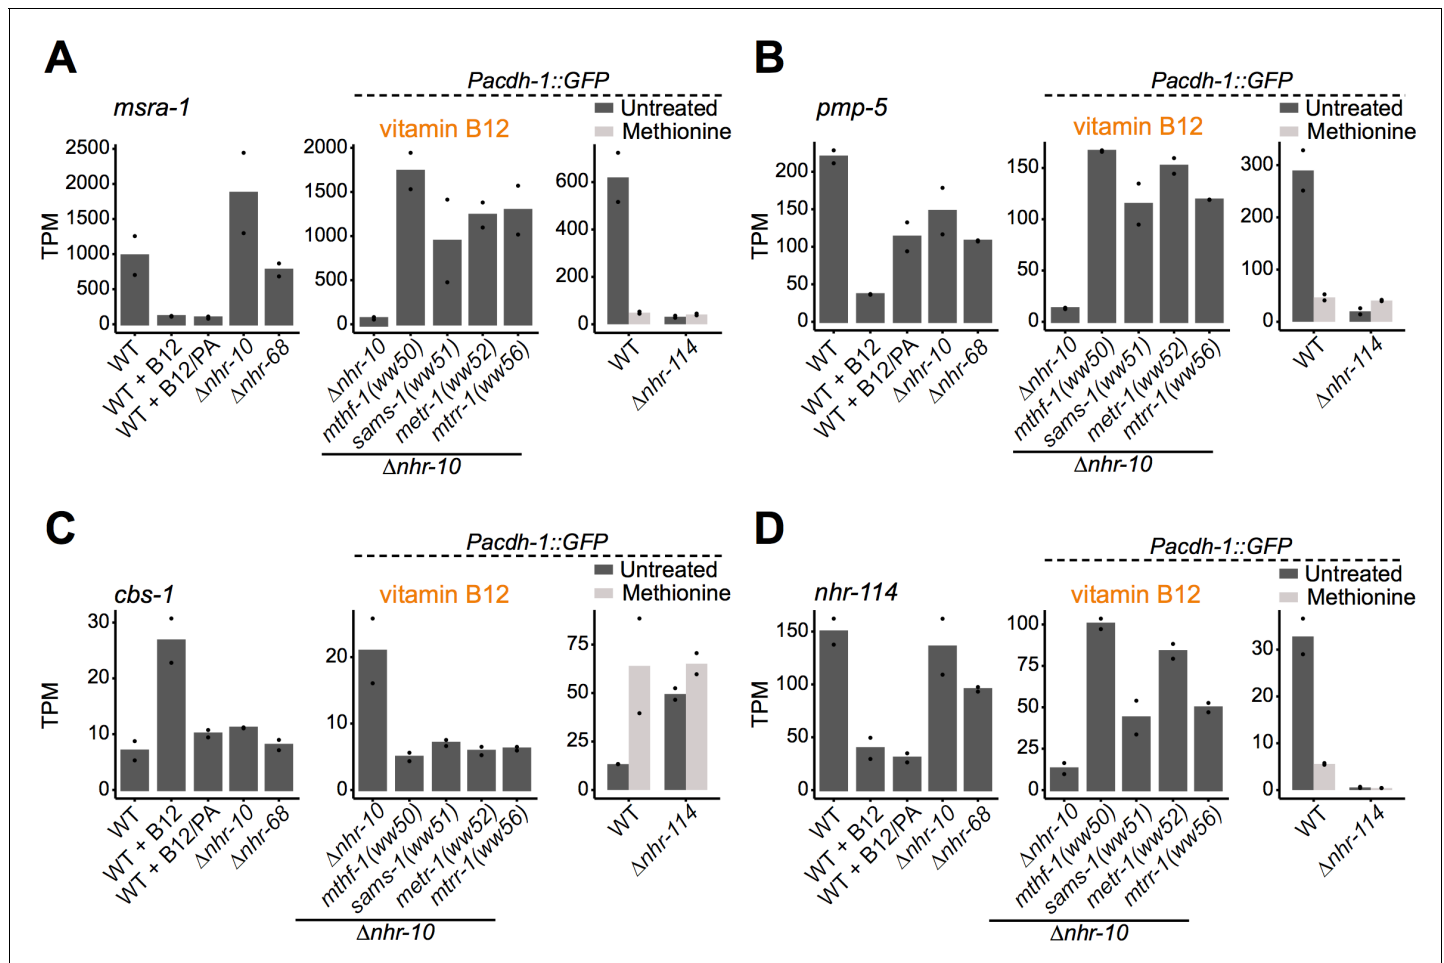 A
Pacdh-1::GFP
msra-1
vitamin B12
Untreated
Methionine
TPM
2500
2000
1500
1000
500
0
WT
WT + B12
WT + B12/PA
Δnhr-10
Δnhr-68
2000
1500
1000
500
0
Δnhr-10
mthf-1(ww50)
sams-1(ww51)
metr-1(ww52)
mtrr-1(ww56)
Δnhr-10
600
400
200
0
WT
Δnhr-114
B
Pacdh-1::GFP
pmp-5
vitamin B12
Untreated
Methionine
TPM
200
150
100
50
0
WT
WT + B12
WT + B12/PA
Δnhr-10
Δnhr-68
150
100
50
0
Δnhr-10
mthf-1(ww50)
sams-1(ww51)
metr-1(ww52)
mtrr-1(ww56)
Δnhr-10
300
200
100
0
WT
Δnhr-114
C
Pacdh-1::GFP
cbs-1
vitamin B12
Untreated
Methionine
TPM
30
20
10
0
WT
WT + B12
WT + B12/PA
Δnhr-10
Δnhr-68
20
10
0
Δnhr-10
mthf-1(ww50)
sams-1(ww51)
metr-1(ww52)
mtrr-1(ww56)
Δnhr-10
75
50
25
0
WT
Δnhr-114
D
Pacdh-1::GFP
nhr-114
vitamin B12
Untreated
Methionine
TPM
150
100
50
0
WT
WT + B12
WT + B12/PA
Δnhr-10
Δnhr-68
100
75
50
25
0
Δnhr-10
mthf-1(ww50)
sams-1(ww51)
metr-1(ww52)
mtrr-1(ww56)
Δnhr-10
30
20
10
0
WT
Δnhr-114